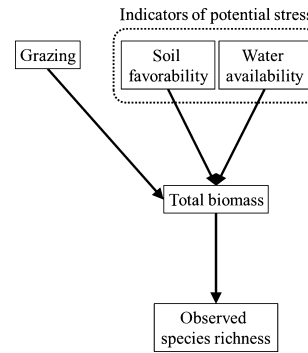 Indicators of potential stress
Grazing
Soil
favorability
Water
availability
Total biomass
Observed
species richness